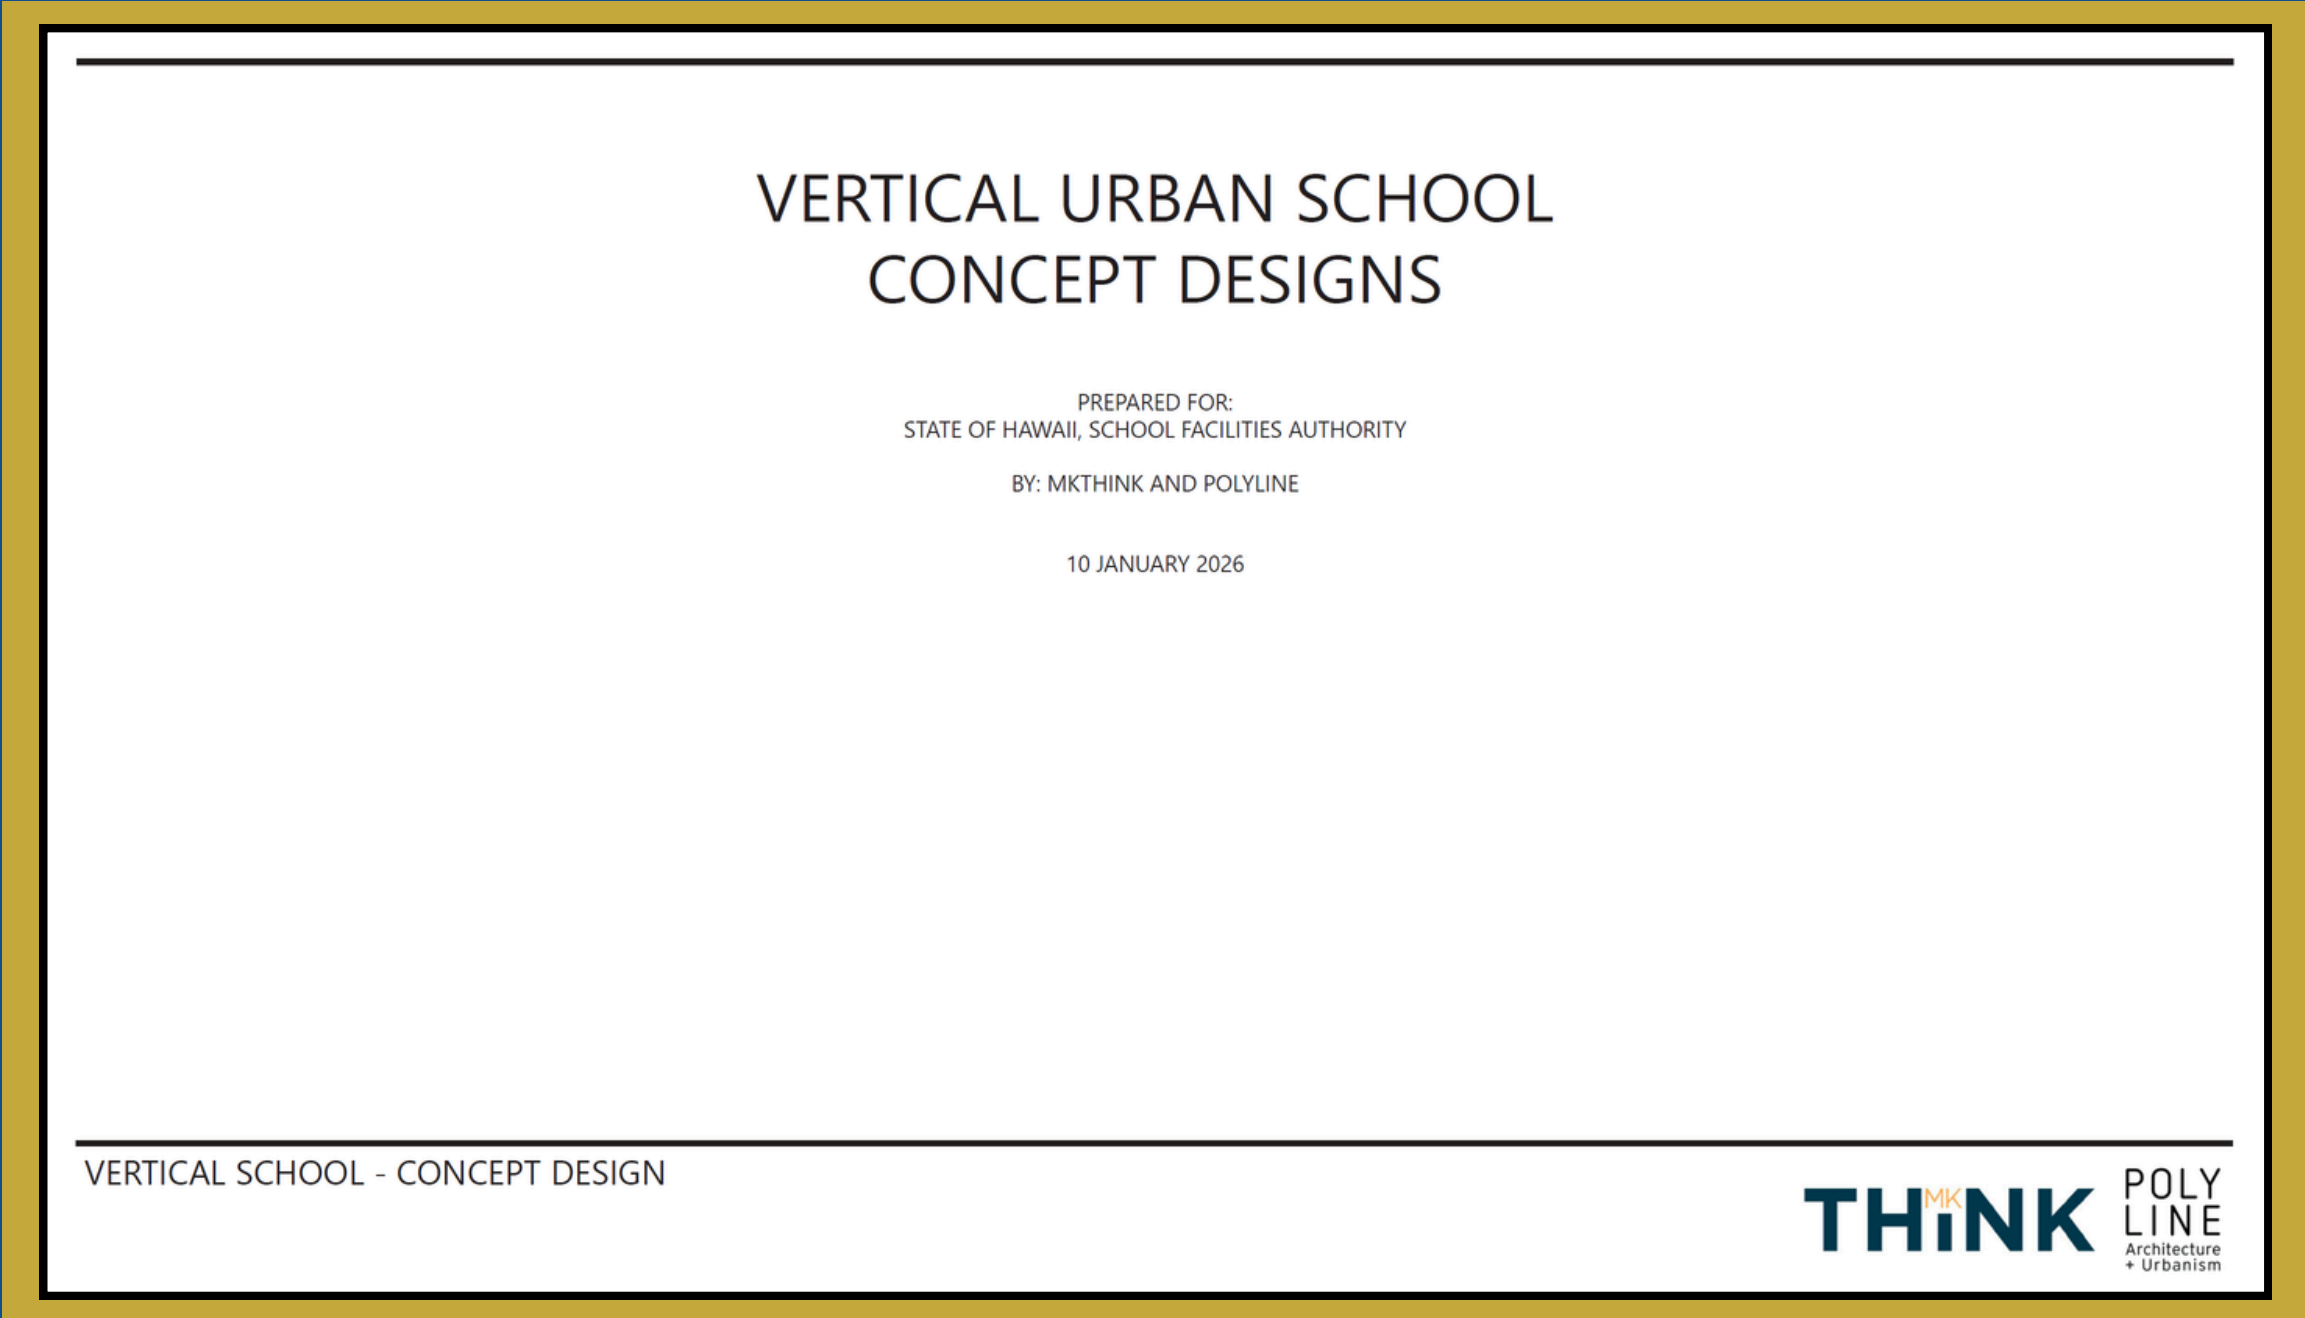 VERTICAL URBAN SCHOOL
CONCEPT DESIGNS
PREPARED FOR:
STATE OF HAWAII, SCHOOL FACILITIES AUTHORITY
BY: MKTHINK AND POLYLINE
10 JANUARY 2026
VERTICAL SCHOOL - CONCEPT DESIGN
MK
THiNK
POLY
LINE
Architecture
+ Urbanism